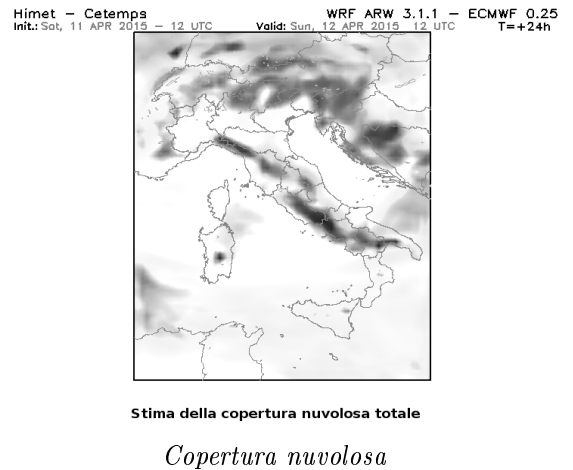 Himet – Cetemps WRF ARW 3.1.1 – ECMWF 0.25
Init.: Sat, 11 APR 2015 – 12 UTC Valid: Sun, 12 APR 2015 12 UTC T=+24h
Stima della copertura nuvolosa totale
Copertura nuvolosa